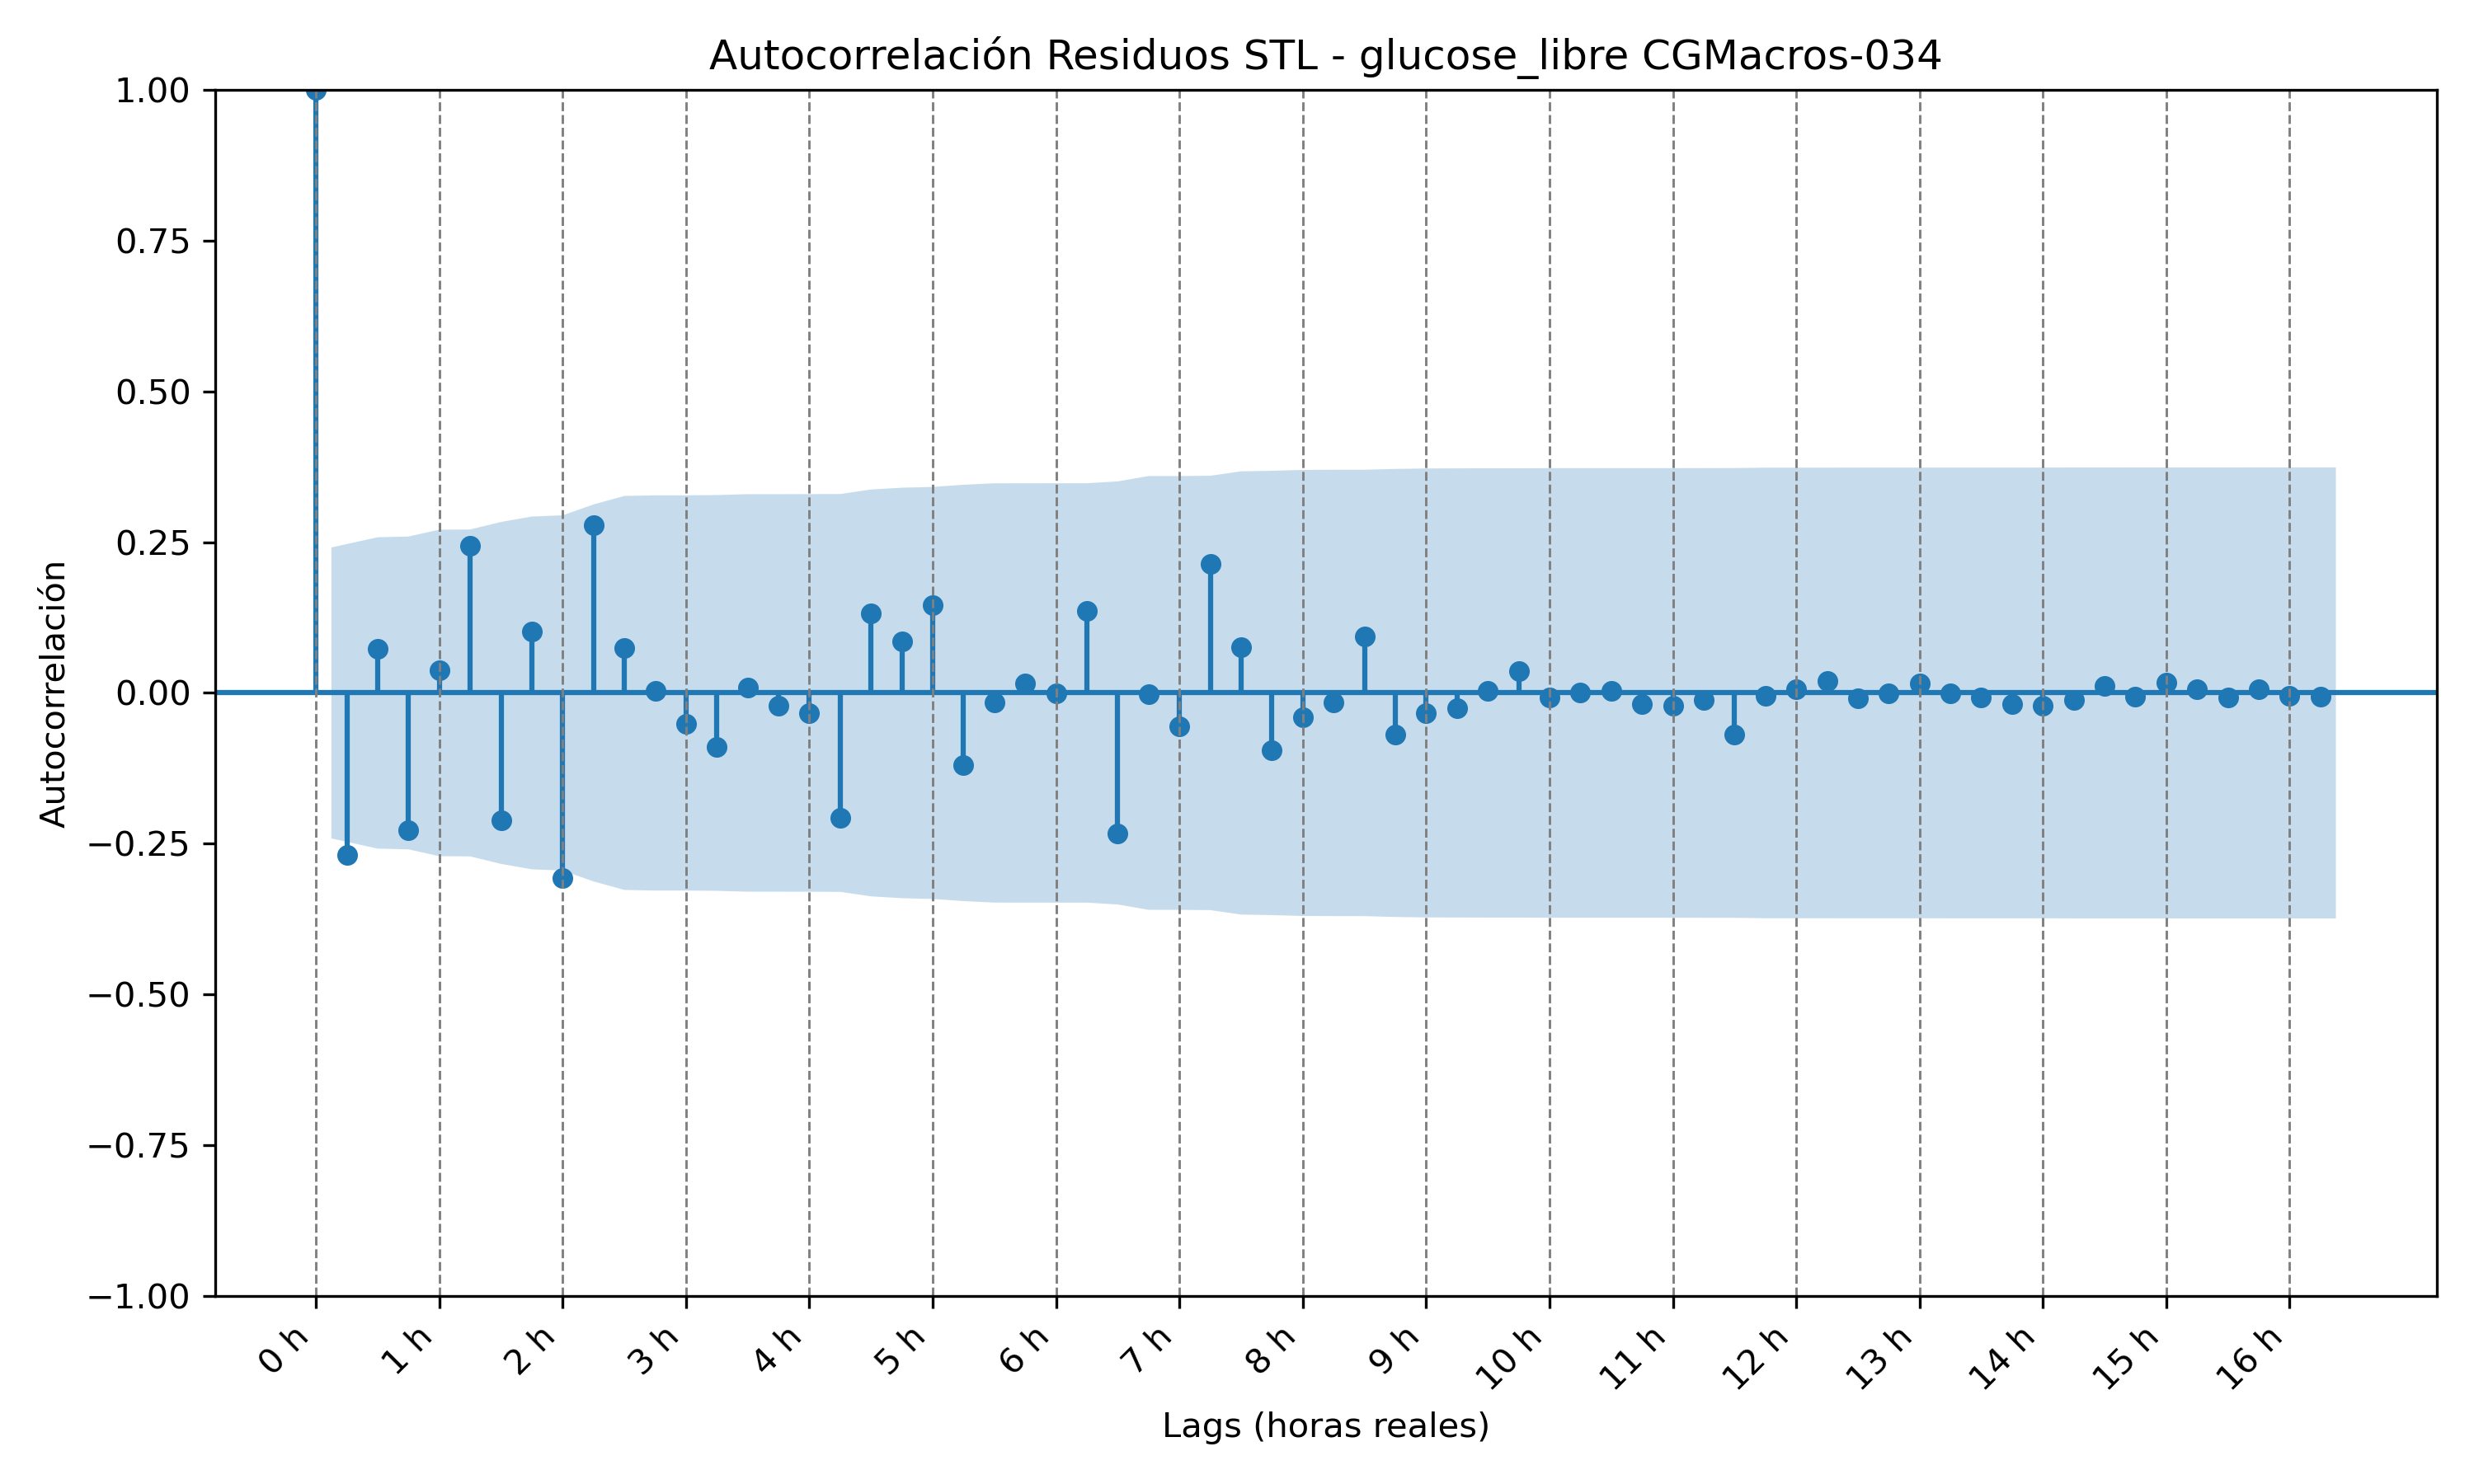 Autocorrelación Residuos STL - glucose_libre CGMacros-034
Autocorrelación
1.00
0.75
0.50
0.25
0.00
−0.25
−0.50
−0.75
−1.00
0 h
1 h
2 h
3 h
4 h
5 h
6 h
7 h
8 h
9 h
10 h
11 h
12 h
13 h
14 h
15 h
16 h
Lags (horas reales)